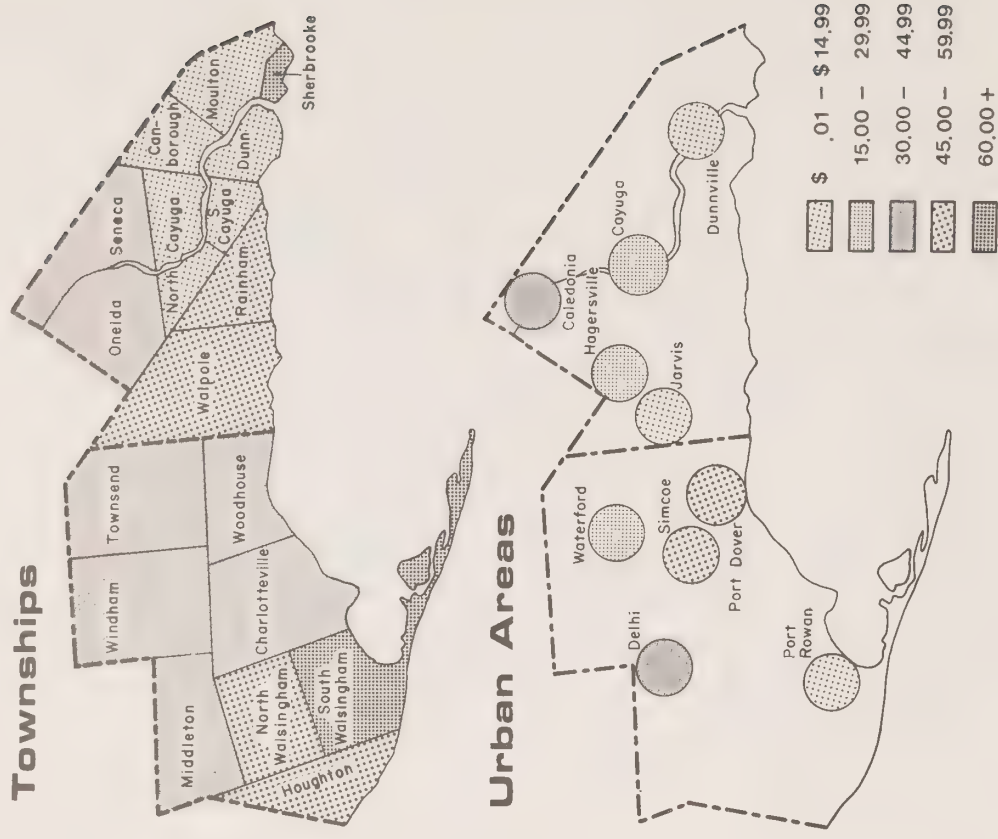 Townships
Windham
Townsend
Middleton
Charlotteville
Woodhouse
North
Walsingham
South
Walsingham
Houghton
Walpole
Oneida
Seneca
North Cayuga
S.
Cayuga
Rainham
Can-
borough
Moulton
Dunn
Sherbrooke
Urban Areas
Delhi
Waterford
Simcoe
Port Dover
Port
Rowan
Jarvis
Hagersville
Caledonia
Cayuga
Dunnville
$ .01 - $14.99
15.00 - 29.99
30.00 - 44.99
45.00 - 59.99
60.00 +